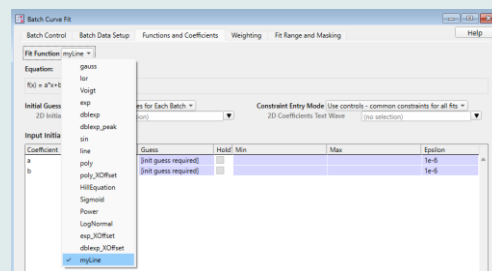 Batch Curve Fit
Batch Control Batch Data Setup Functions and Coefficients Weighting Fit Range and Masking Help
Fit Function myLine
Equation:
f(x) = a*x+b
gauss
lor
Voigt
exp
dblexp
dblexp_peak
sin
line
poly
poly_XOffset
HillEquation
Sigmoid
Power
LogNormal
exp_XOffset
dblexp_XOffset
✓ myLine
Initial Guess es for Each Batch Constraint Entry Mode Use controls - common constraints for all fits
2D Initia on) 2D Coefficients Text Wave (no selection)
Input Initia
Coefficient Guess Hold Min Max Epsilon
a [init guess required] 1e-6
b [init guess required] 1e-6